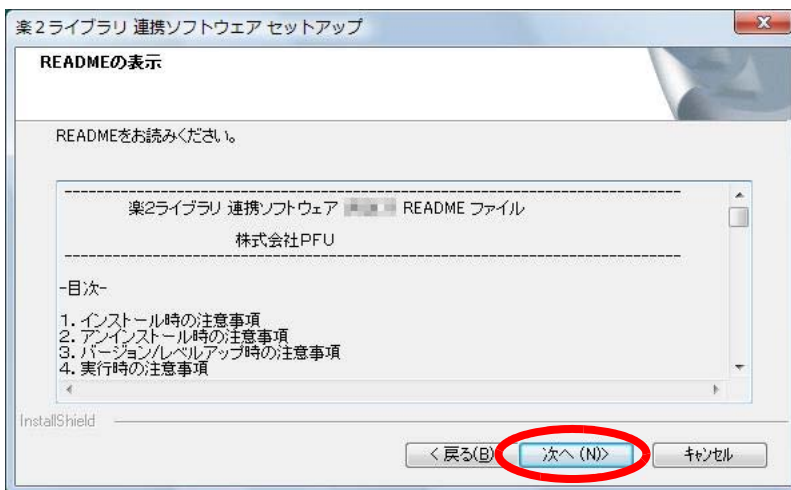 楽2ライブラリ 連携ソフトウェア セットアップ
READMEの表示
READMEをお読みください。
--------------------------------------------------------------------------------
楽2ライブラリ 連携ソフトウェア README ファイル
株式会社PFU
--------------------------------------------------------------------------------
-目次-
1. インストール時の注意事項
2. アンインストール時の注意事項
3. バージョン/レベルアップ時の注意事項
4. 実行時の注意事項
InstallShield
< 戻る(B) 次へ (N)> キャンセル